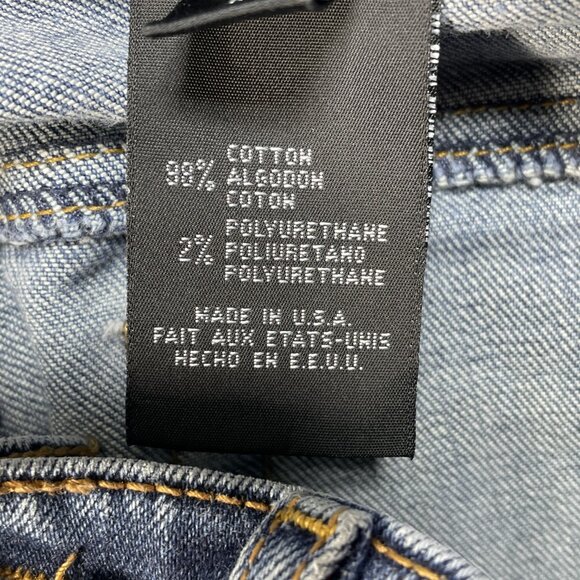 98% COTTON
ALGODON
COTON
2% POLYURETHANE
POLIURETANO
POLYURETHANE
MADE IN U.S.A.
FAIT AUX ETATS-UNIS
HECHO EN E.E.U.U.